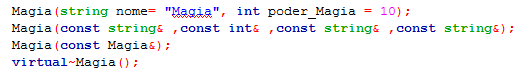 Magia(string nome= "Magia", int poder_Magia = 10);
Magia(const string& ,const int& ,const string& ,const string&);
Magia(const Magia&);
virtual~Magia();